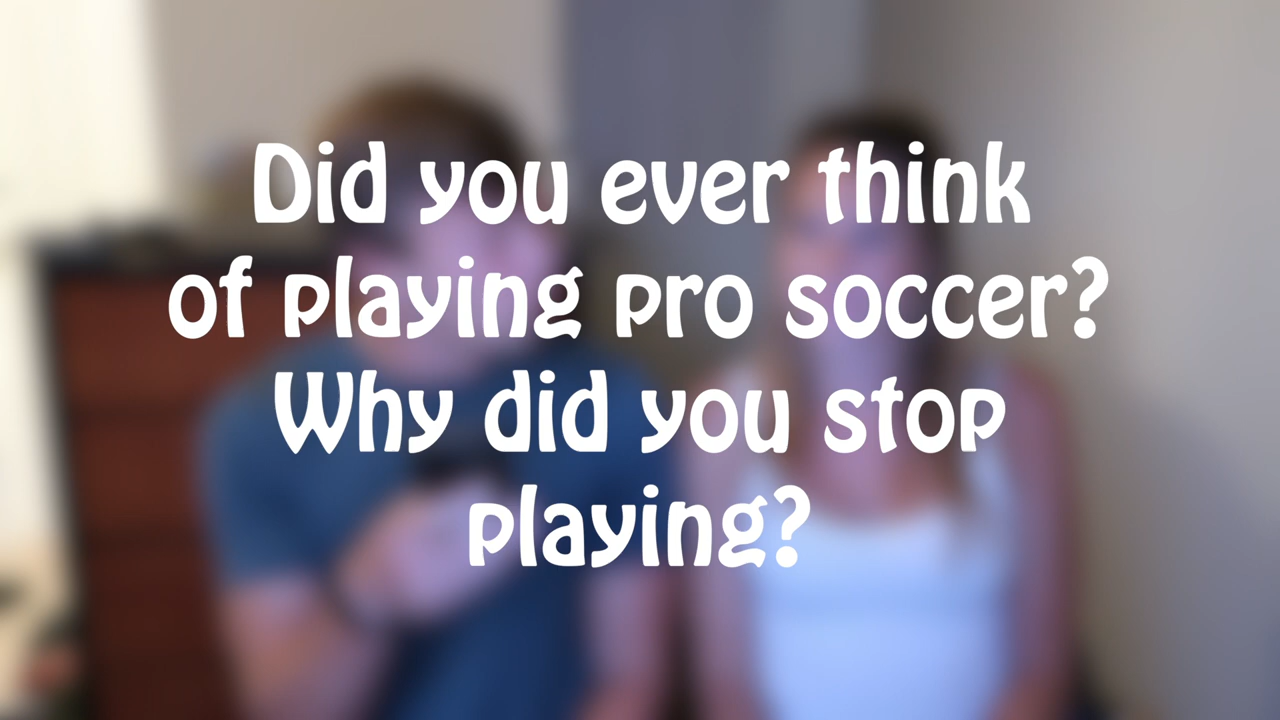 Did you ever think
of playing pro soccer?
Why did you stop
playing?